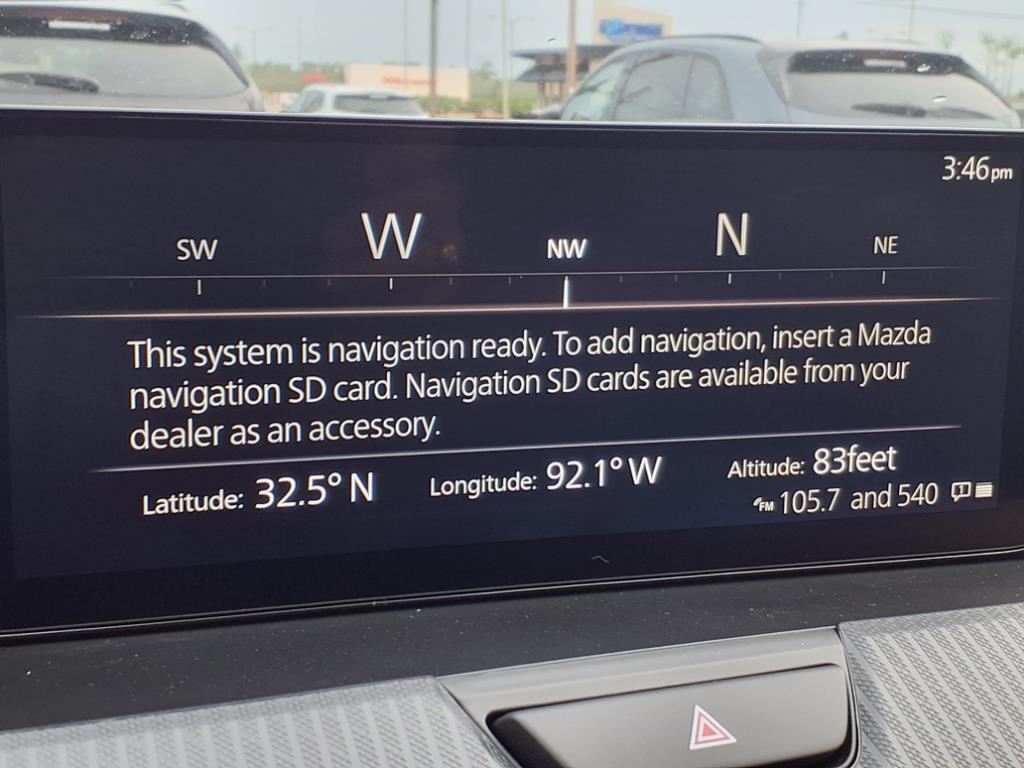 3:46pm
SW W NW N NE
This system is navigation ready. To add navigation, insert a Mazda
navigation SD card. Navigation SD cards are available from your
dealer as an accessory.
Latitude: 32.5° N Longitude: 92.1° W Altitude: 83feet
FM 105.7 and 540